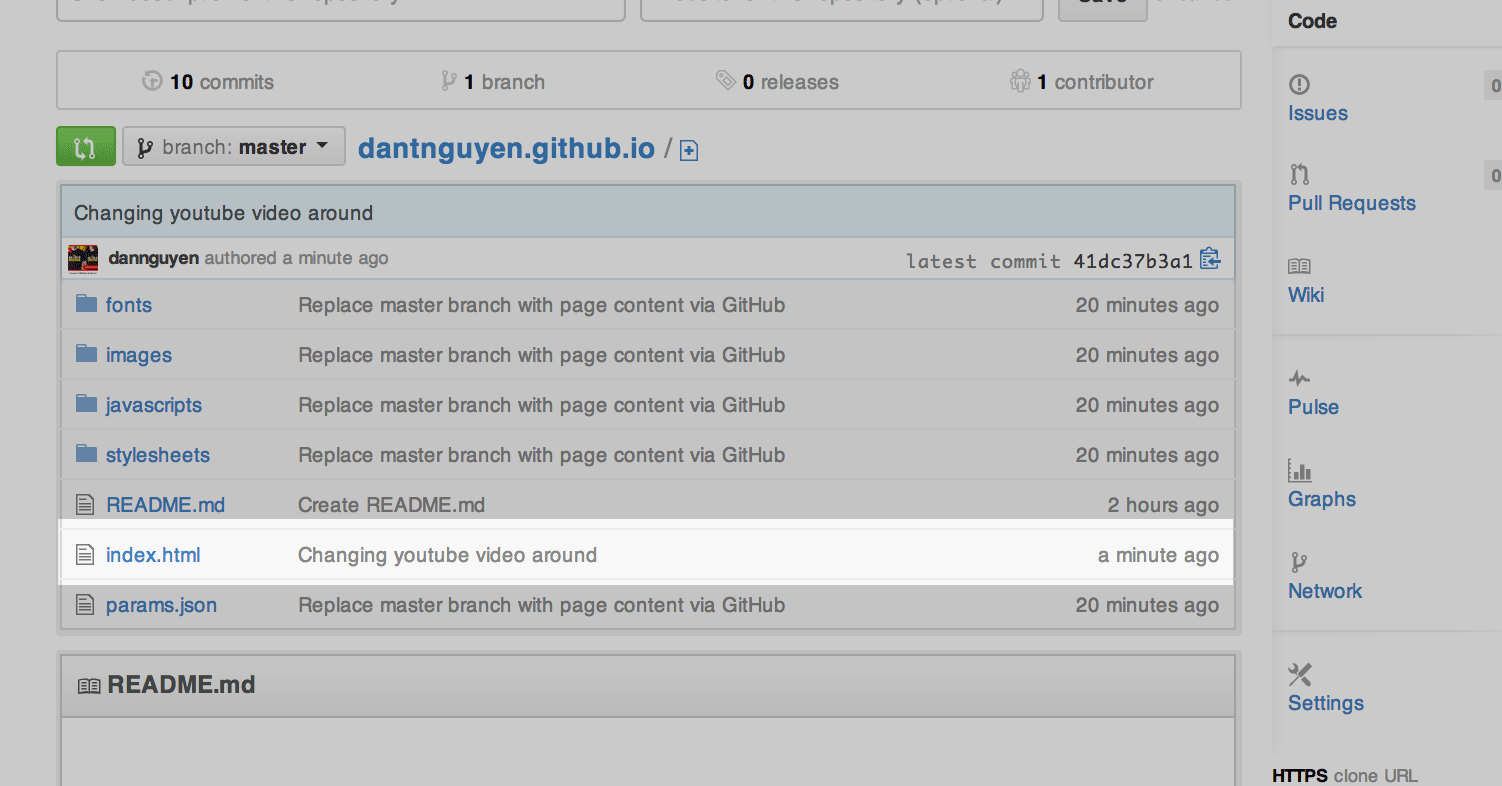 Save
Code
10 commits
1 branch
0 releases
1 contributor
0
Issues
branch: master
dantnguyen.github.io /
0
Pull Requests
Changing youtube video around
dannguyen authored a minute ago
latest commit 41dc37b3a1
Wiki
fonts Replace master branch with page content via GitHub 20 minutes ago
images Replace master branch with page content via GitHub 20 minutes ago
javascripts Replace master branch with page content via GitHub 20 minutes ago
Pulse
stylesheets Replace master branch with page content via GitHub 20 minutes ago
README.md Create README.md 2 hours ago
Graphs
index.html Changing youtube video around a minute ago
params.json Replace master branch with page content via GitHub 20 minutes ago
Network
README.md
Settings
HTTPS clone URL